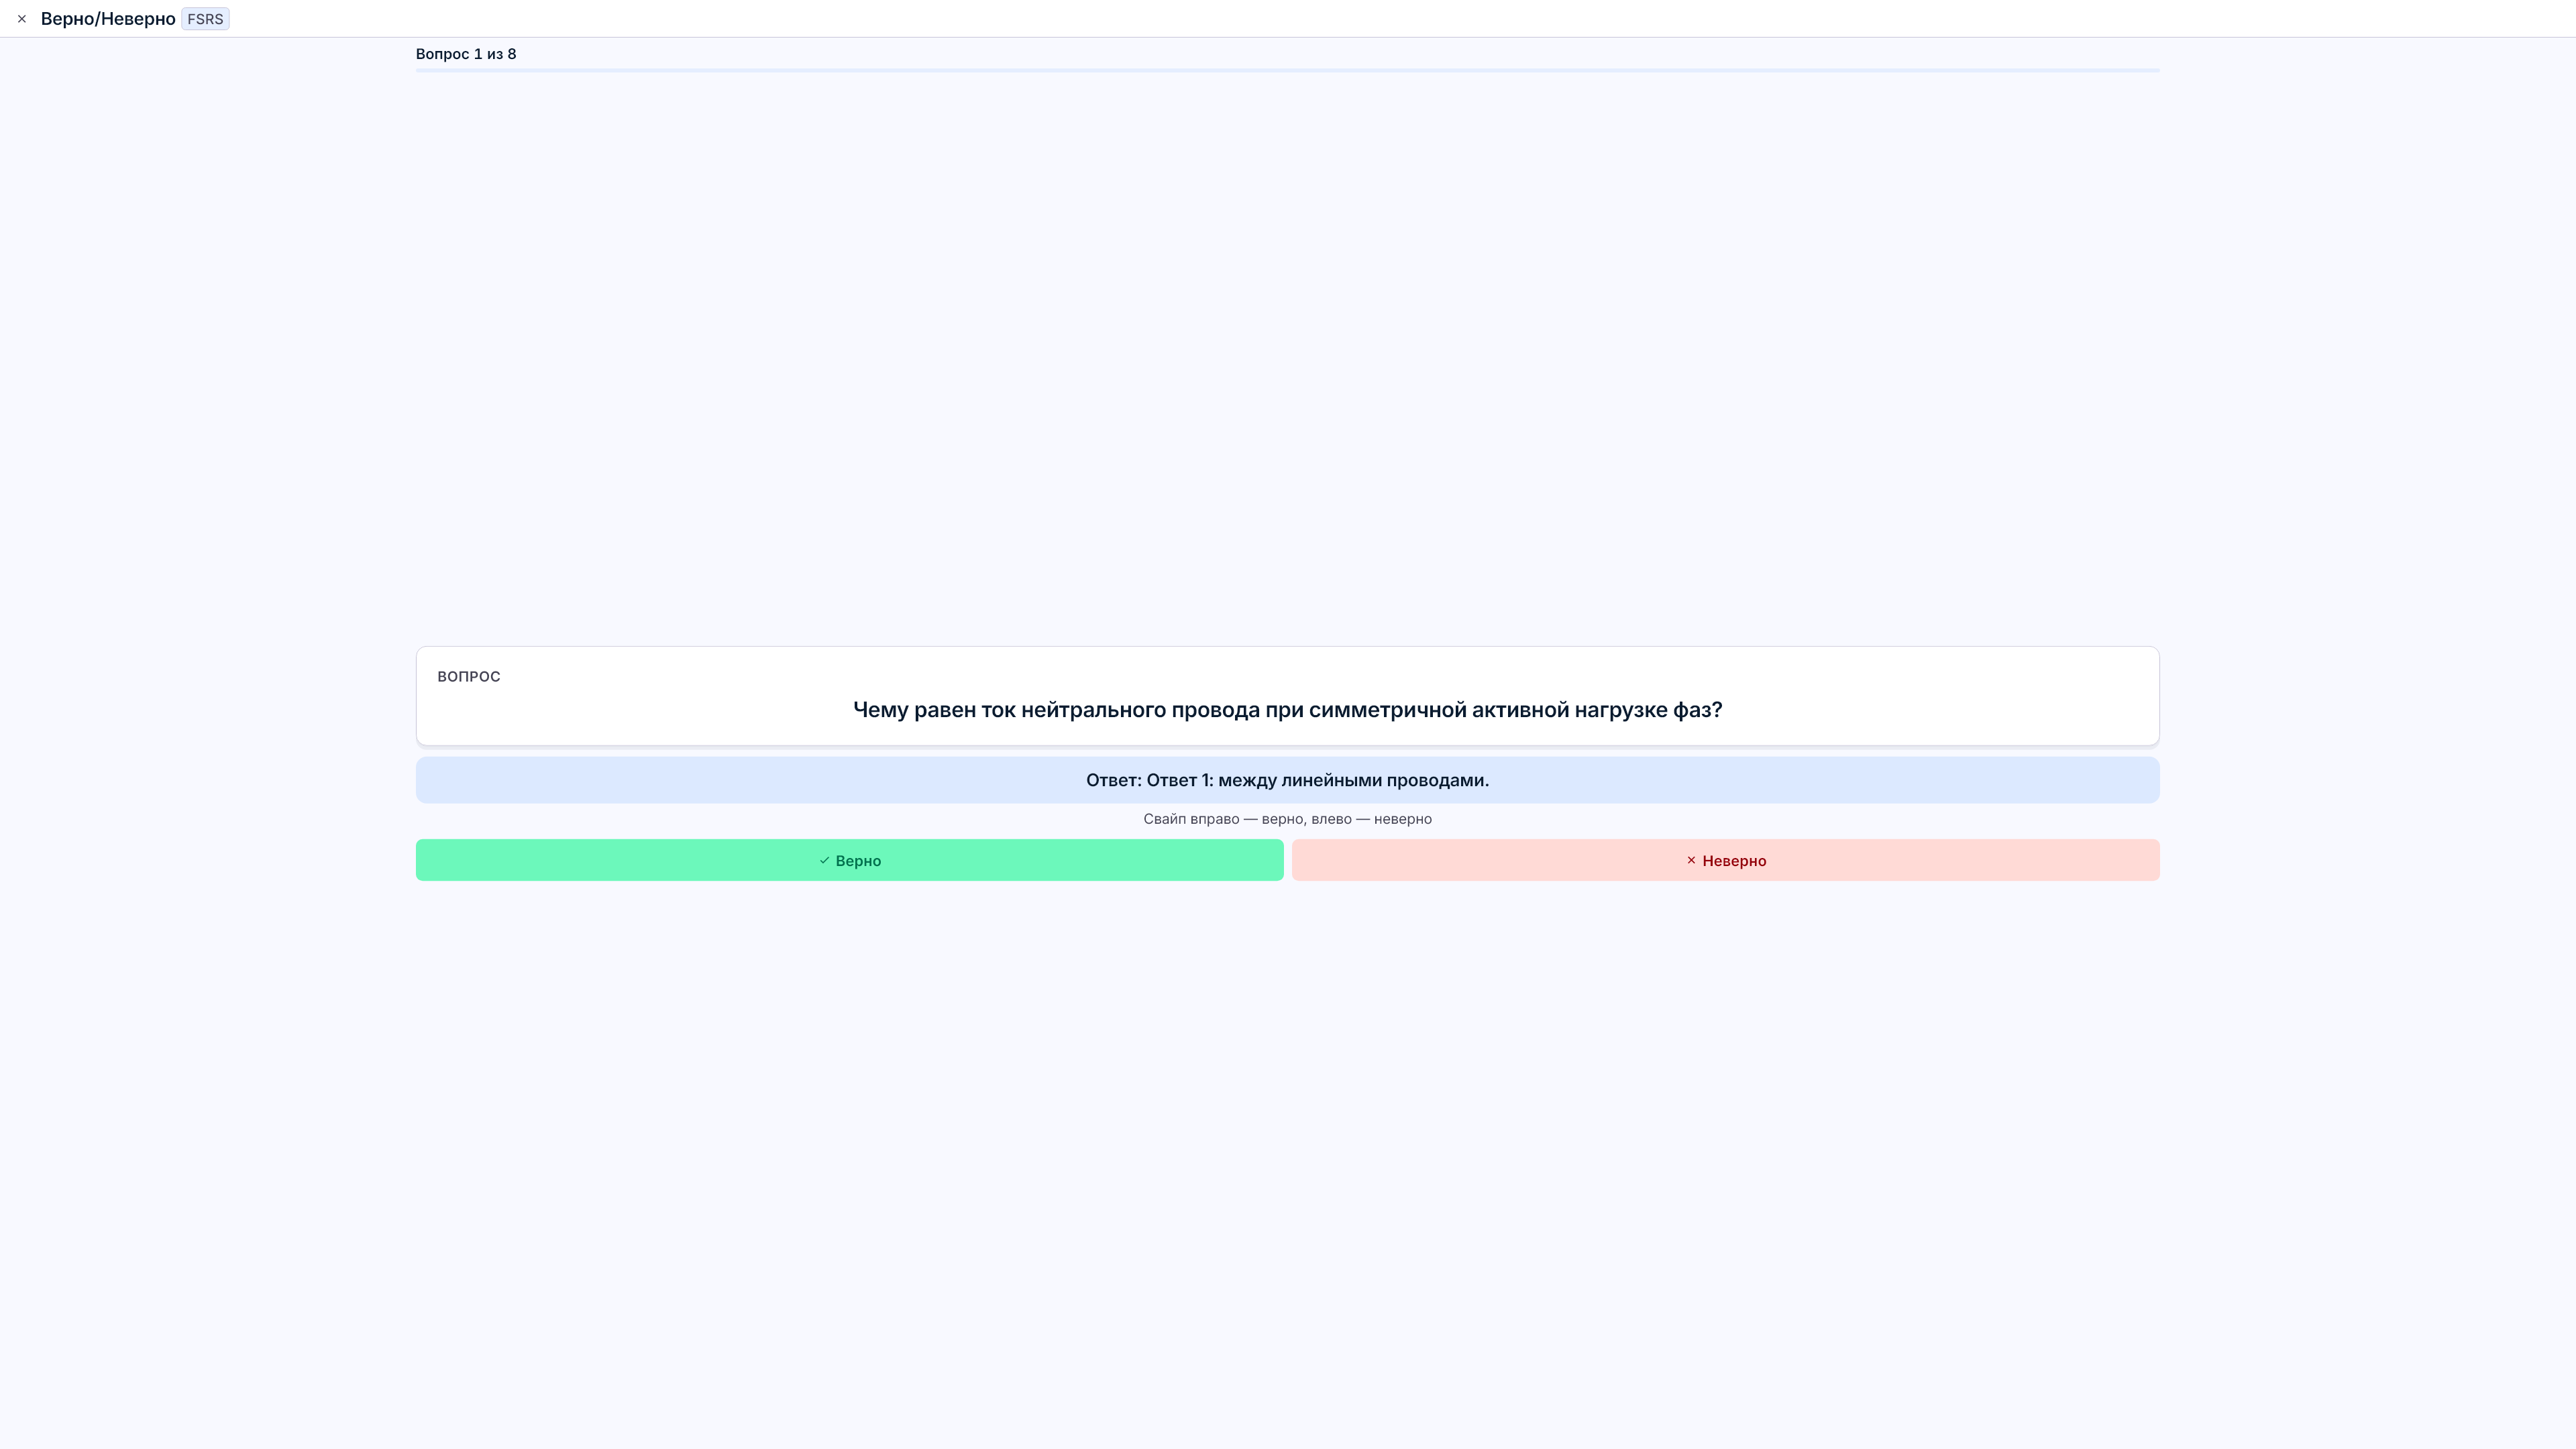 Верно/Неверно FSRS
Вопрос 1 из 8
ВОПРОС
Чему равен ток нейтрального провода при симметричной активной нагрузке фаз?
Ответ: Ответ 1: между линейными проводами.
Свайп вправо — верно, влево — неверно
Верно
Неверно